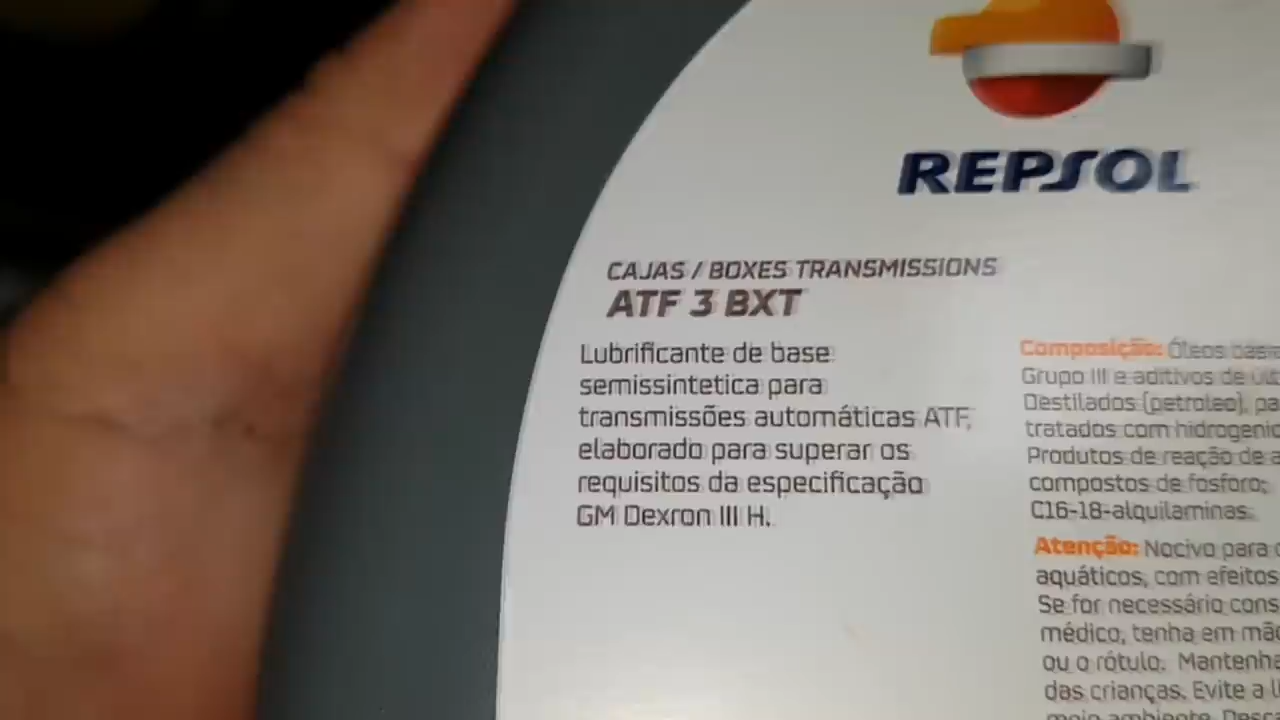 REPSOL
CAJAS / BOXES TRANSMISSIONS
ATF 3 BXT
Lubrificante de base
semissintetica para
transmissões automáticas ATF,
elaborado para superar os
requisitos da especificação
GM Dexron III H.
Composição: Óleos
Grupo III e aditivos de
Destilados (petroleo),
tratados com
Produtos de reação de
compostos de fosforo;
C16-18-alquilaminas.
Atenção: Nocivo para
aquáticos, com efeitos
Se for necessário
médico, tenha em
ou o rótulo. Mantenha
das crianças. Evite a
meio ambiente.